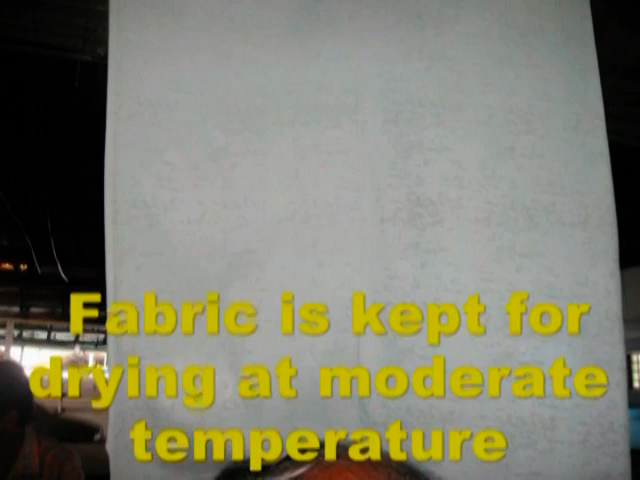 Fabric is kept for
drying at moderate
temperature